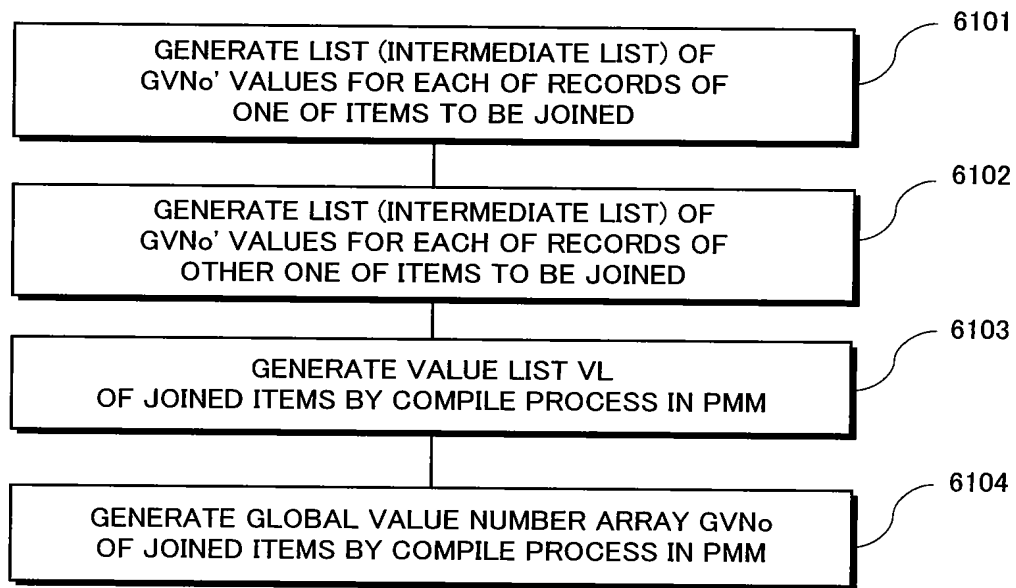 6101
GENERATE LIST (INTERMEDIATE LIST) OF
GVNo' VALUES FOR EACH OF RECORDS OF
ONE OF ITEMS TO BE JOINED
6102
GENERATE LIST (INTERMEDIATE LIST) OF
GVNo' VALUES FOR EACH OF RECORDS OF
OTHER ONE OF ITEMS TO BE JOINED
6103
GENERATE VALUE LIST VL
OF JOINED ITEMS BY COMPILE PROCESS IN PMM
6104
GENERATE GLOBAL VALUE NUMBER ARRAY GVNo
OF JOINED ITEMS BY COMPILE PROCESS IN PMM